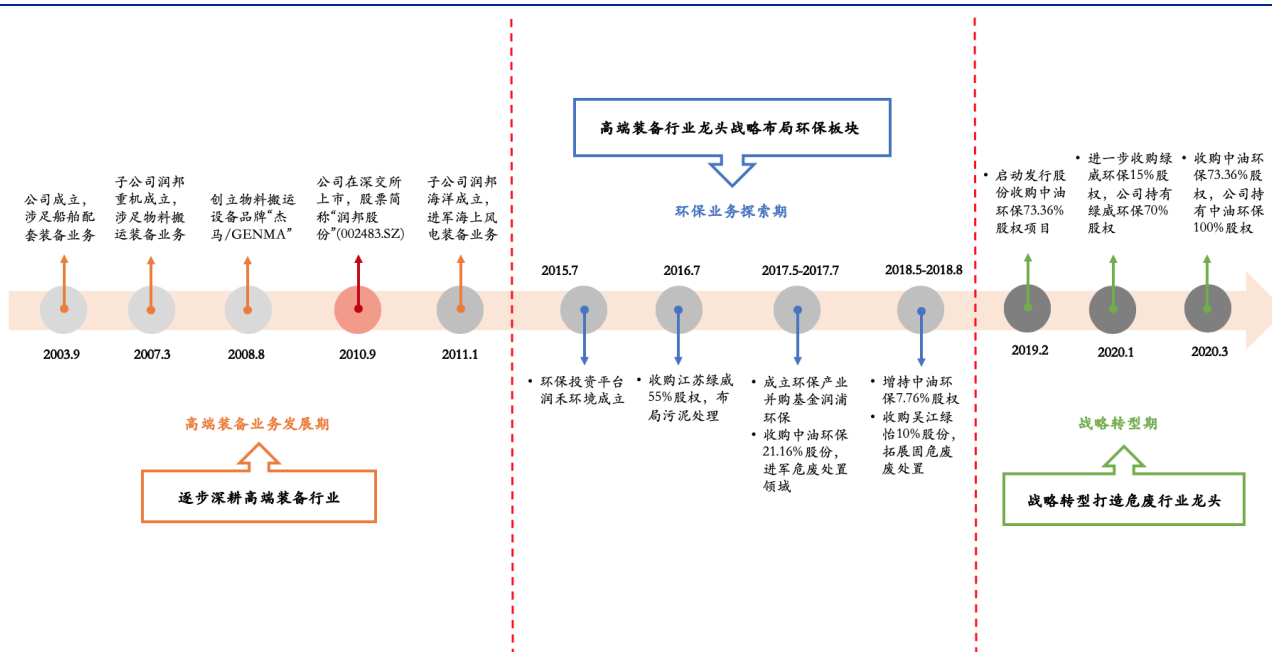 公司成立，
涉足船舶配
套装备业务
2003.9
子公司润邦
重机成立，
涉足物料搬
运装备业务
2007.3
创立物料搬运
设备品牌“杰
马/GENMA”
2008.8
公司在深交所
上市，股票简
称“润邦股
份”(002483.SZ)
2010.9
子公司润邦
海洋成立，
进军海上风
电装备业务
2011.1
高端装备业务发展期
逐步深耕高端装备行业
高端装备行业龙头战略布局环保板块
环保业务探索期
2015.7
• 环保投资平台
润禾环境成立
2016.7
• 收购江苏绿威
55%股权，布
局污泥处理
2017.5-2017.7
• 成立环保产业
并购基金润浦
环保
• 收购中油环保
21.16%股份，
进军危废处置
领域
2018.5-2018.8
• 增持中油环
保7.76%股权
• 收购吴江绿
怡10%股份，
拓展固危废
废处置
• 启动发行股
份收购中油
环保73.36%
股权项目
2019.2
• 进一步收购绿
威环保15%股
权，公司持有
绿威环保70%
股权
2020.1
• 收购中油环
保73.36%股
权，公司持
有中油环保
100%股权
2020.3
战略转型期
战略转型打造危废行业龙头